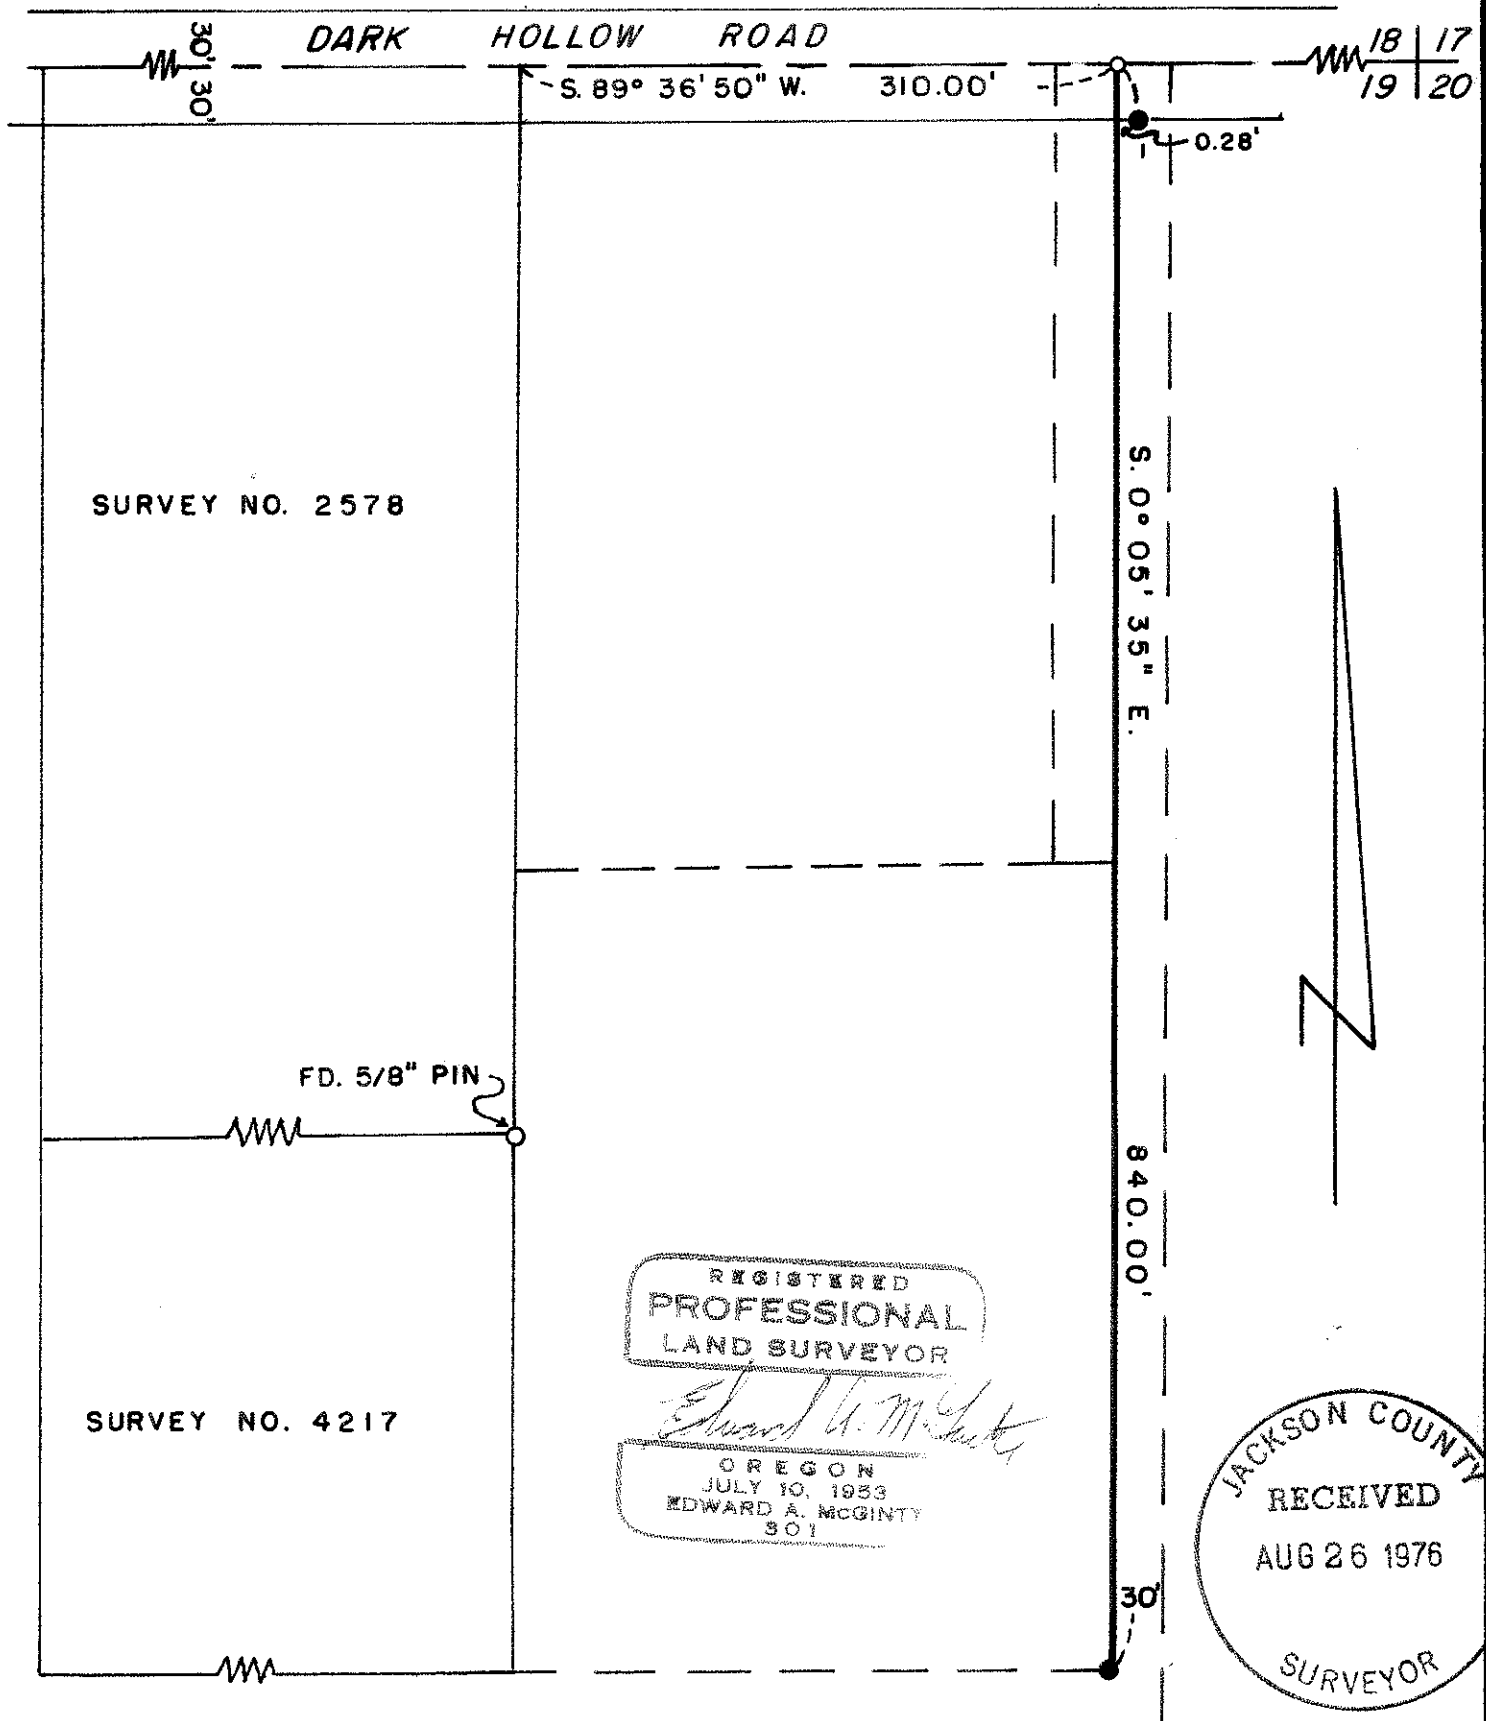 DARK HOLLOW ROAD
30'
30'
18 | 17
19 | 20
S. 89° 36' 50" W. 310.00'
0.28'
S. 0° 05' 35" E.
SURVEY NO. 2578
FD. 5/8" PIN
840.00'
REGISTERED
PROFESSIONAL
LAND SURVEYOR
Edward A. McGinty
OREGON
JULY 10, 1953
EDWARD A. McGINTY
301
SURVEY NO. 4217
30'
JACKSON COUNTY
RECEIVED
AUG 26 1976
SURVEYOR
N